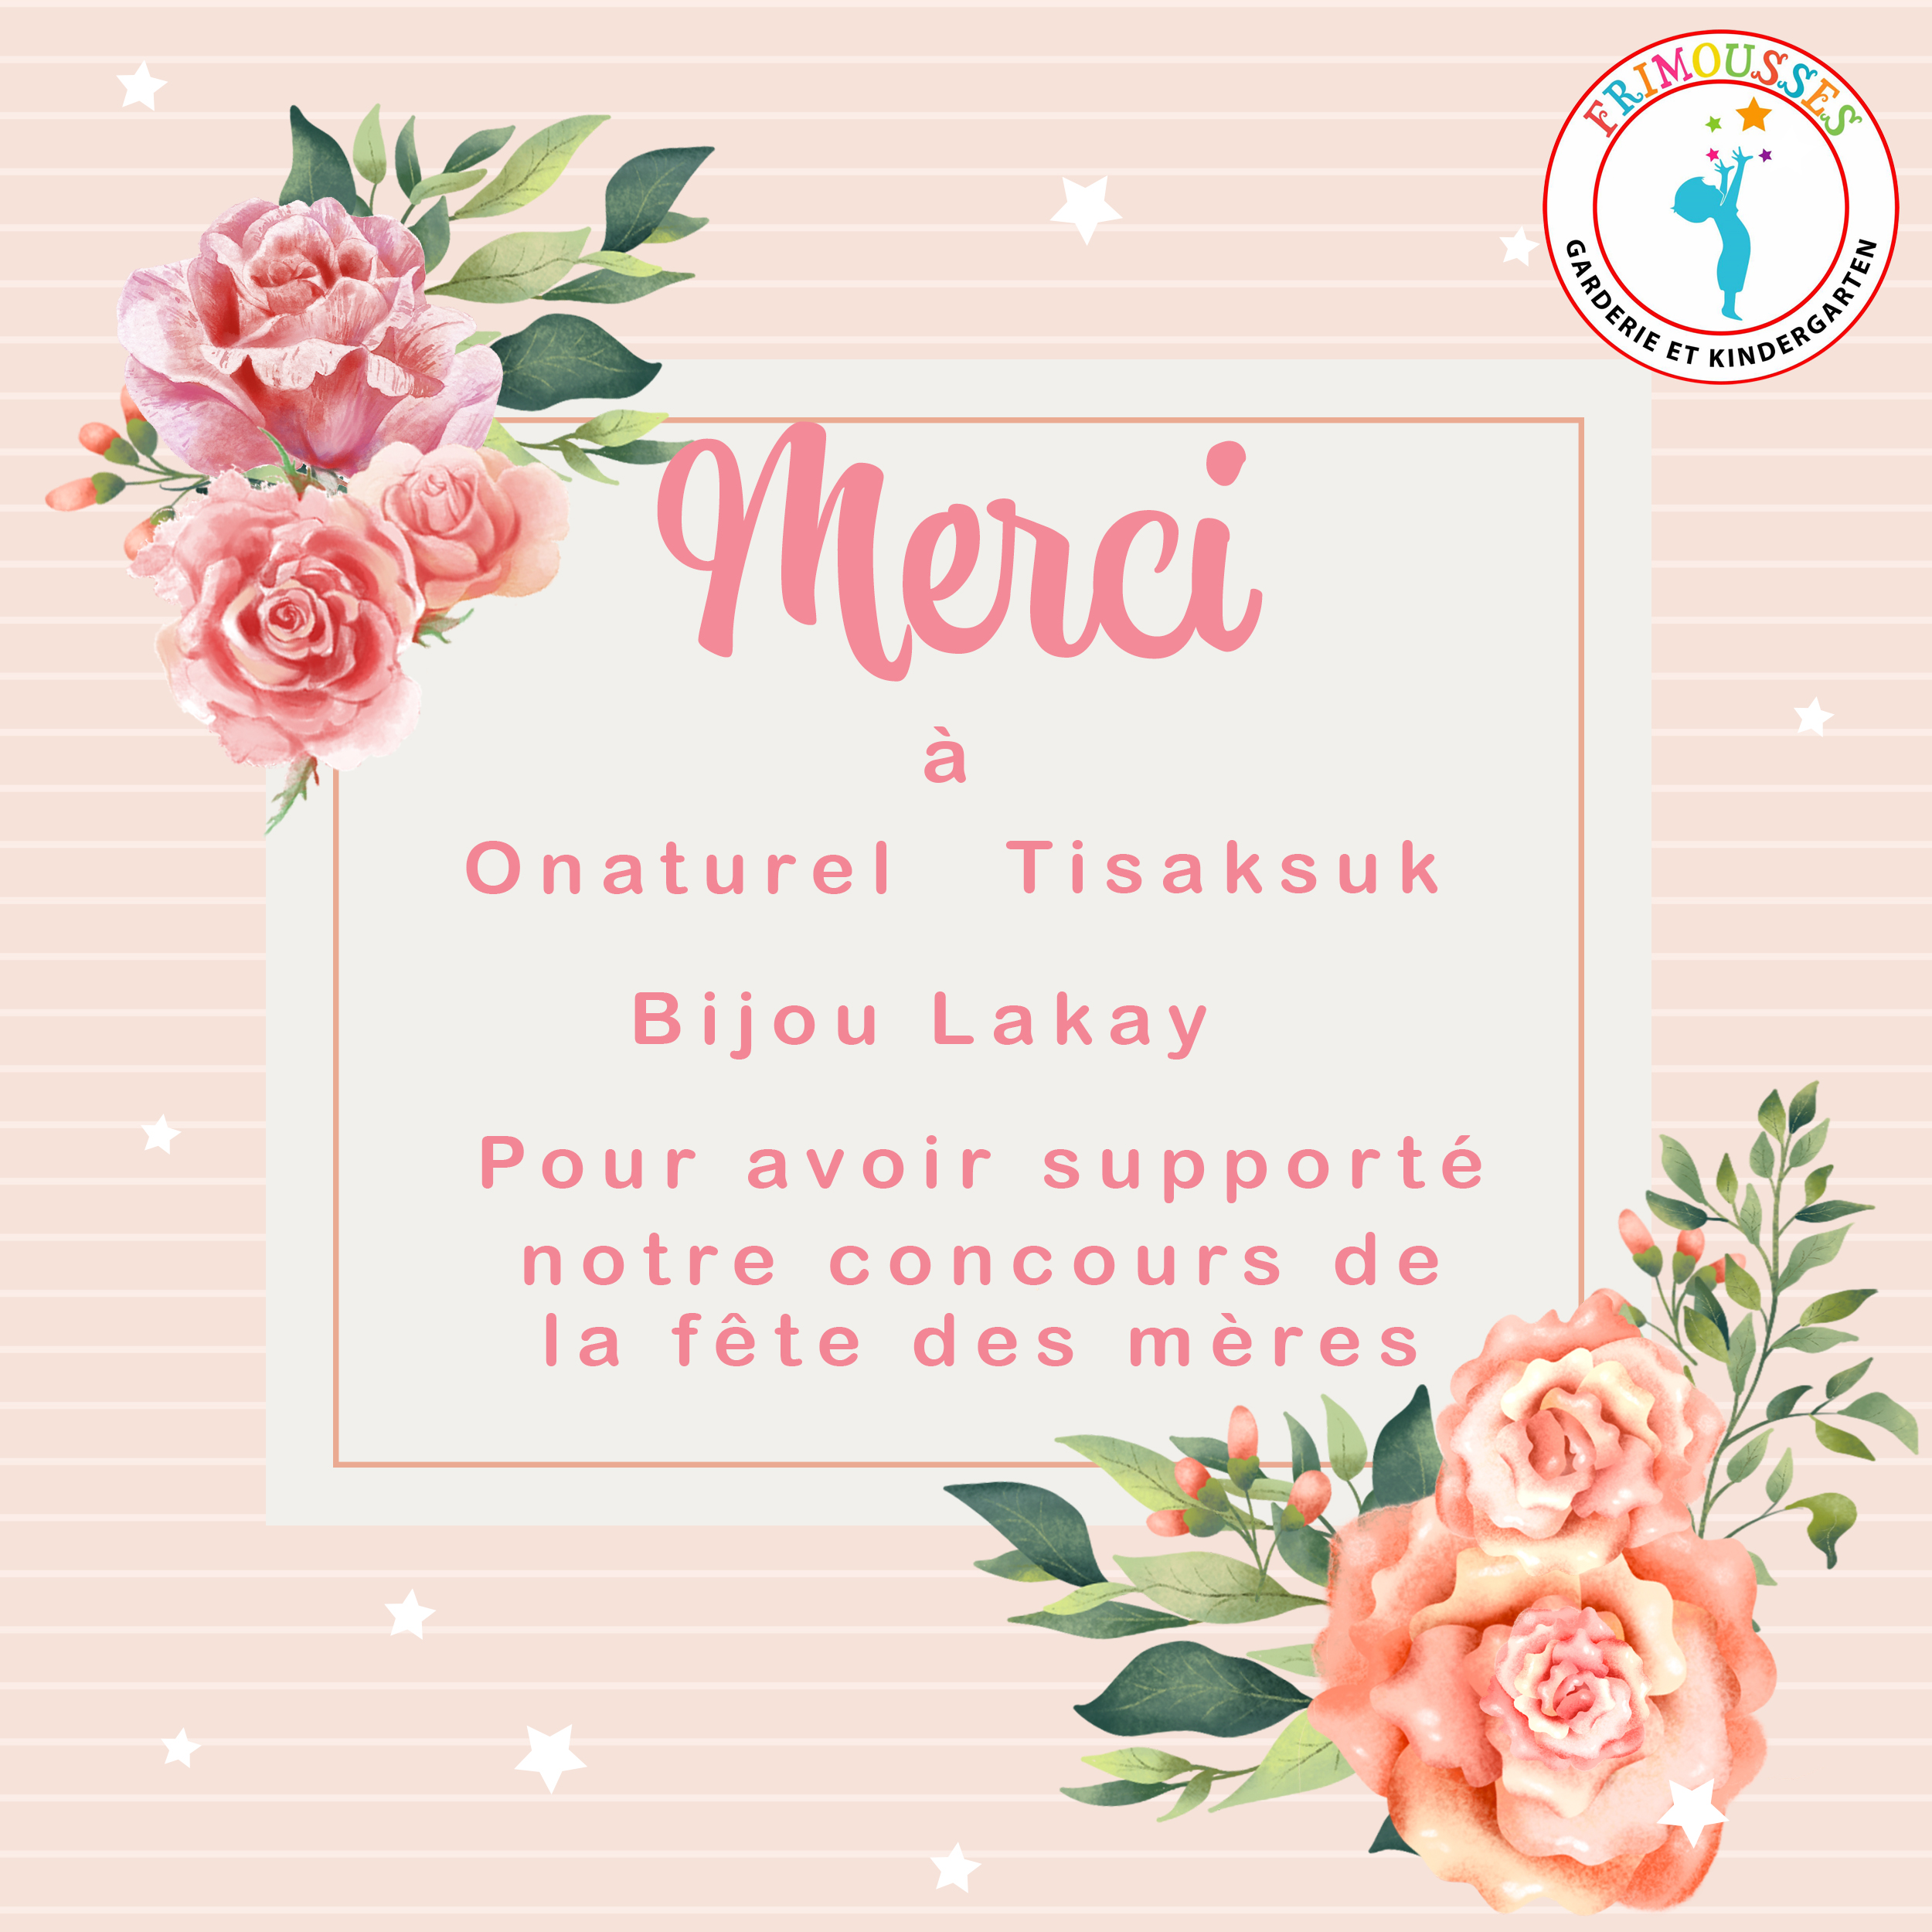 FRIMOUSSES
GARDERIE ET KINDERGARTEN
Merci
à
Onaturel Tisaksuk
Bijou Lakay
Pour avoir supporté
notre concours de
la fête des mères